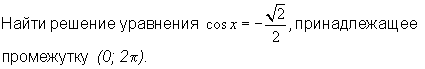 Найти решение уравнения cos x = −√2/2, принадлежащее
промежутку (0; 2π).